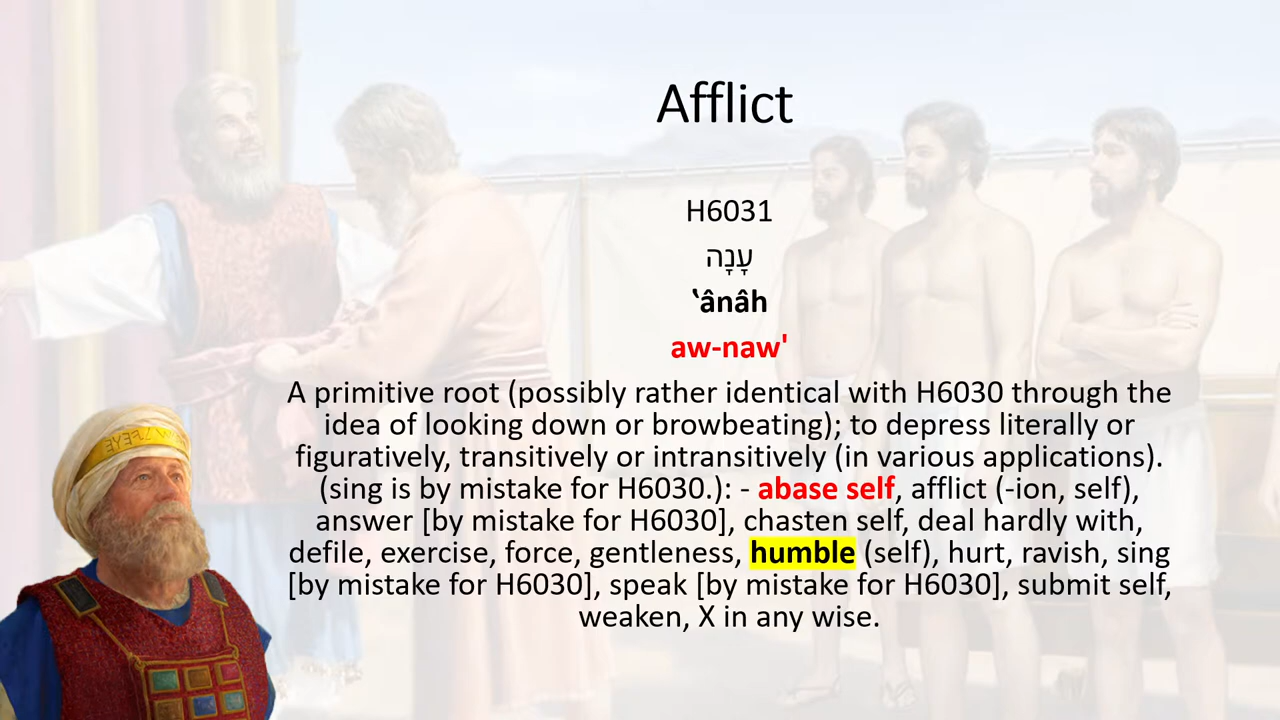 Afflict
H6031
עָנָה
‛ânâh
aw-naw'
A primitive root (possibly rather identical with H6030 through the
idea of looking down or browbeating); to depress literally or
figuratively, transitively or intransitively (in various applications).
(sing is by mistake for H6030.): - abase self, afflict (-ion, self),
answer [by mistake for H6030], chasten self, deal hardly with,
defile, exercise, force, gentleness, humble (self), hurt, ravish, sing
[by mistake for H6030], speak [by mistake for H6030], submit self,
weaken, X in any wise.